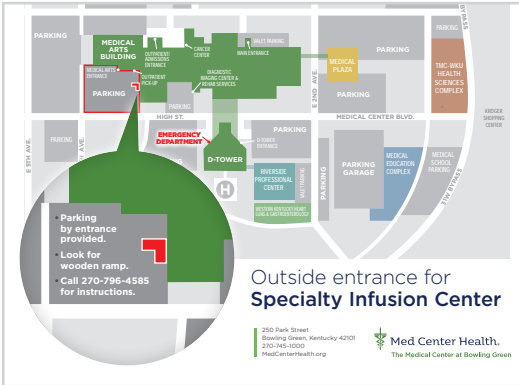 PARKING
MEDICAL
ARTS
BUILDING
OUTPATIENT/
ADMISSIONS
ENTRANCE
CANCER
CENTER
VALET PARKING
MAIN ENTRANCE
PARKING
PARKING
BYPASS
MEDICAL ARTS
ENTRANCE
OUTPATIENT
PICK-UP
DIAGNOSTIC
IMAGING CENTER &
REHAB SERVICES
MEDICAL
PLAZA
TMC-WKU
HEALTH
SCIENCES
COMPLEX
PARKING
PARKING
PARKING
E 2ND AVE.
HIGH ST.
MEDICAL CENTER BLVD.
KROGER
SHOPPING
CENTER
E 5TH AVE.
PARKING
AVE.
EMERGENCY
DEPARTMENT
PARKING
D-TOWER
ENTRANCE
D-TOWER
PARKING
PARKING
GARAGE
MEDICAL
EDUCATION
COMPLEX
MEDICAL
SCHOOL
PARKING
31W BYPASS
RIVERSIDE
PROFESSIONAL
CENTER
H
WESTERN KENTUCKY HEART
LUNG & GASTROENTEROLOGY
• Parking
by entrance
provided.
• Look for
wooden ramp.
• Call 270-796-4585
for instructions.
Outside entrance for
Specialty Infusion Center
250 Park Street
Bowling Green, Kentucky 42101
270-745-1000
MedCenterHealth.org
Med Center Health.
The Medical Center at Bowling Green